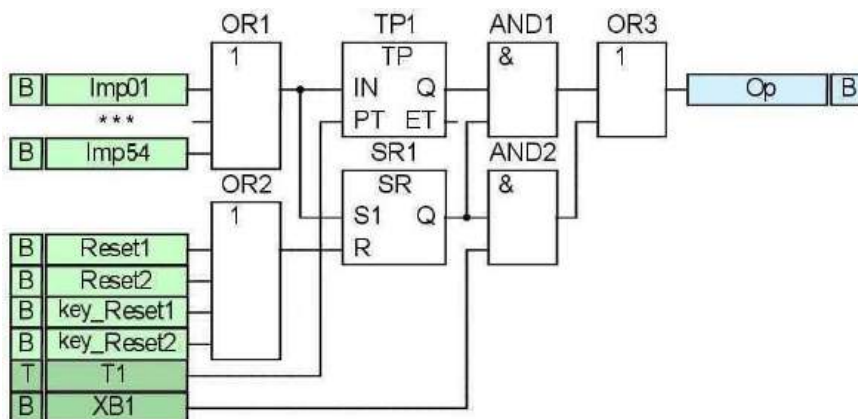 OR1 TP1 AND1 OR3
1 TP & 1
B Imp01 IN Q Op B
*** PT ET
B Imp54 SR1 AND2
OR2 SR &
1 S1 Q
B Reset1 R
B Reset2
B key_Reset1
B key_Reset2
T T1
B XB1